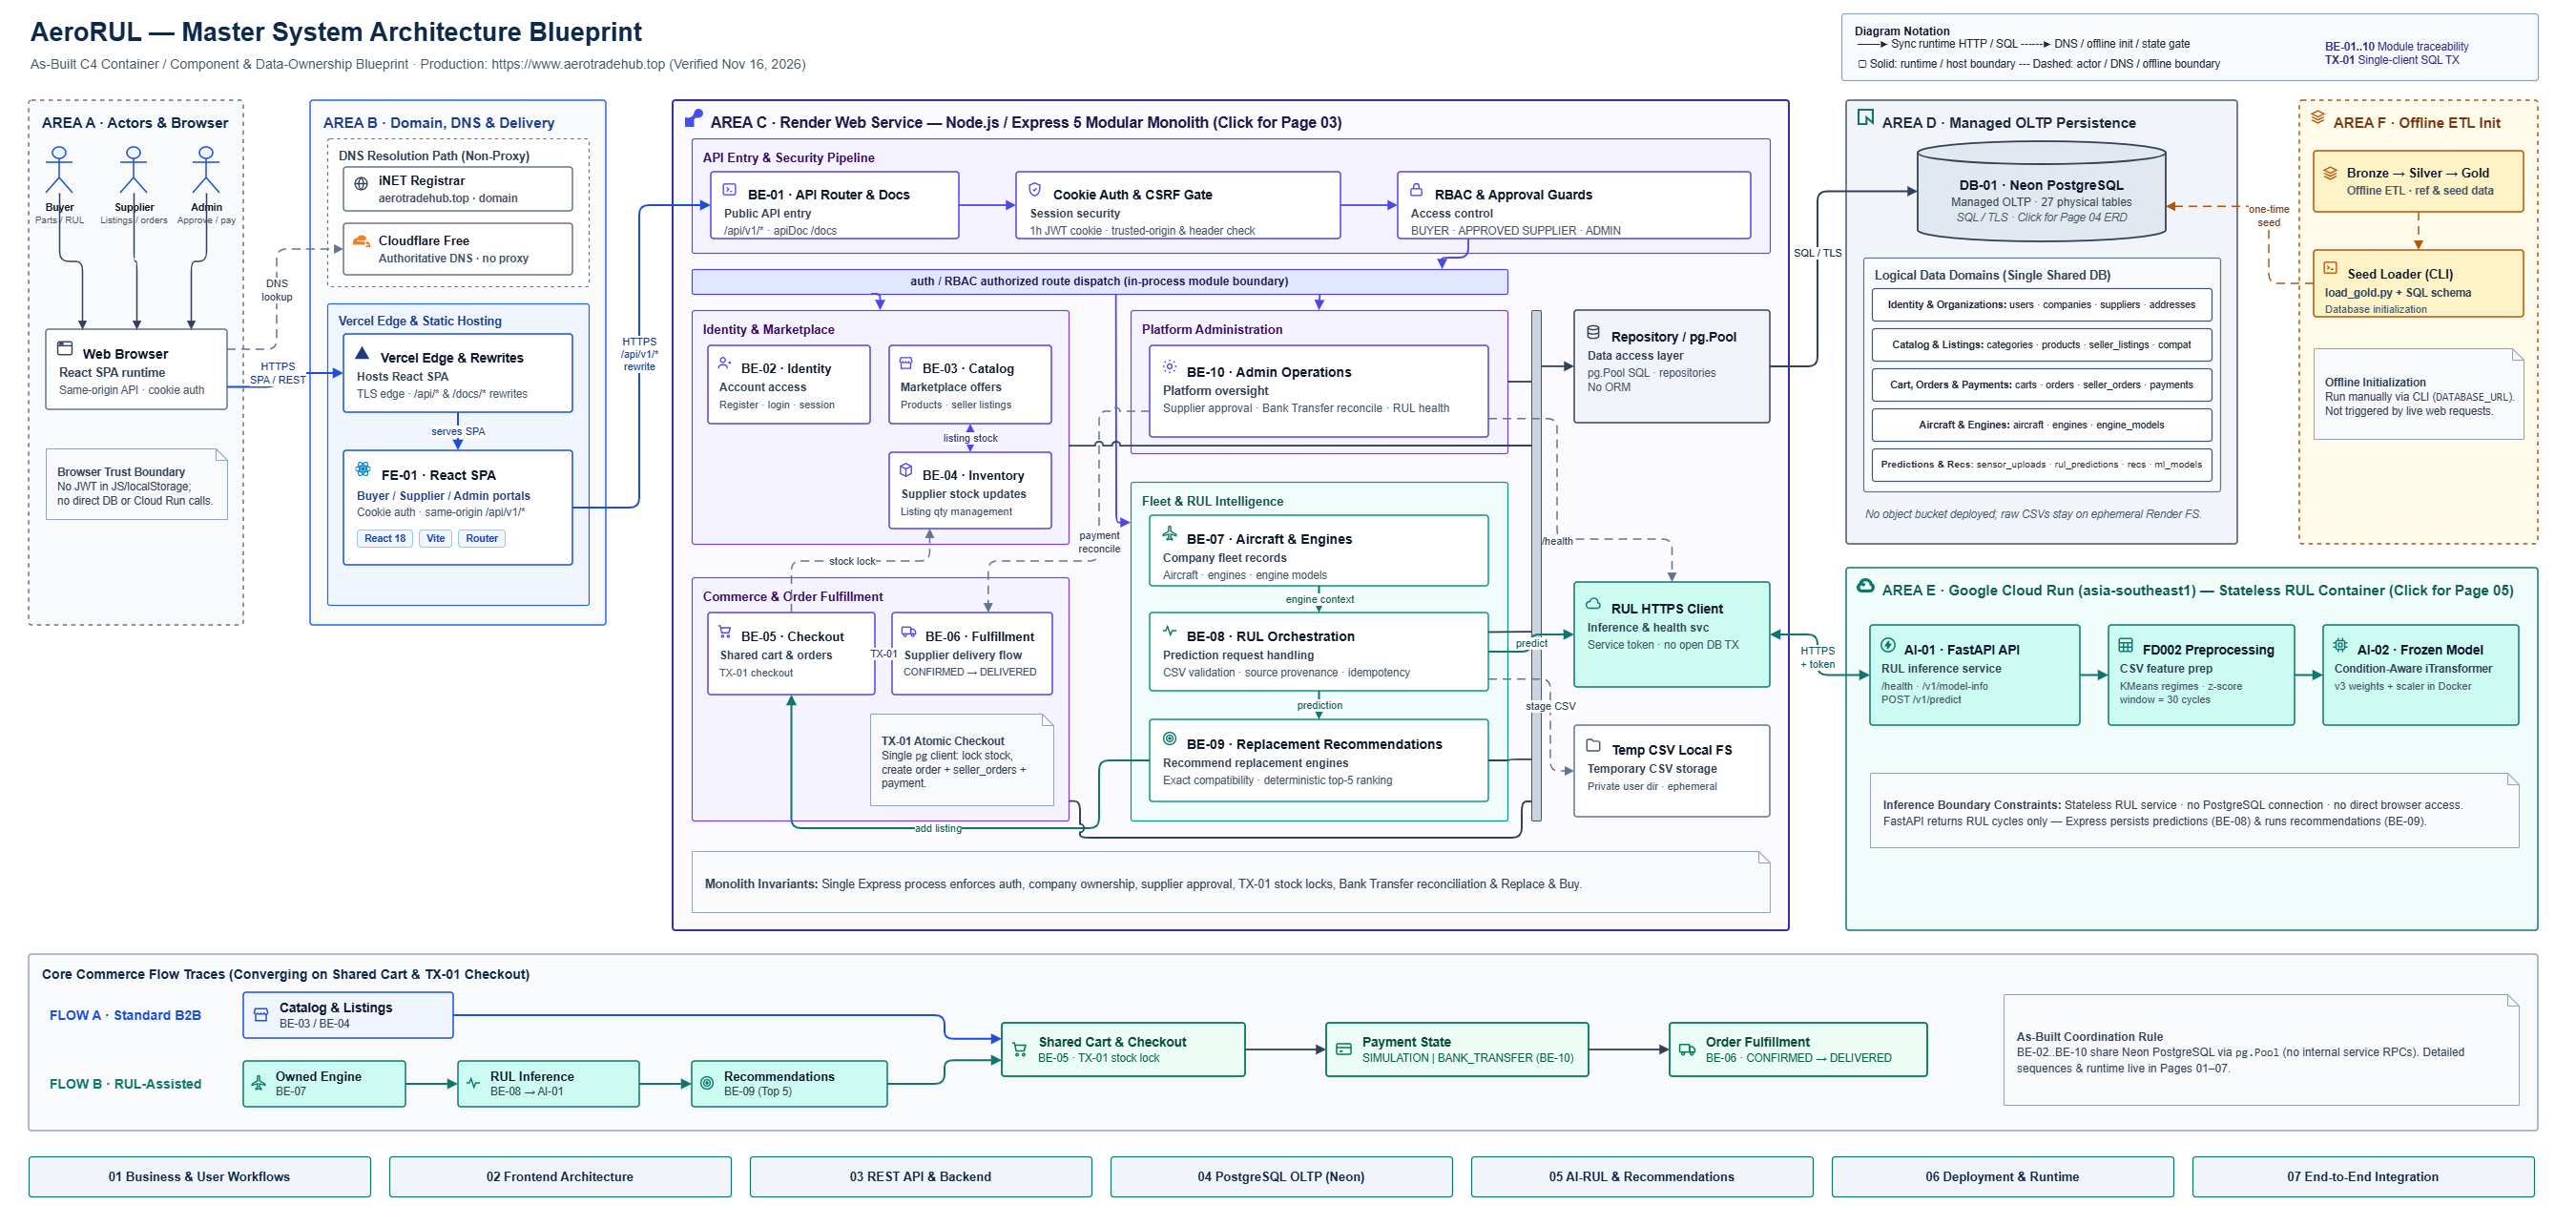 AeroRUL — Master System Architecture Blueprint
As-Built C4 Container / Component & Data-Ownership Blueprint · Production: https://www.aerotradehub.top (Verified Nov 16, 2026)
Diagram Notation
Sync runtime HTTP / SQL ------► DNS / offline init / state gate
▢ Solid: runtime / host boundary --- Dashed: actor / DNS / offline boundary
BE-01..10 Module traceability
TX-01 Single-client SQL TX
AREA A · Actors & Browser
Buyer
Parts / RUL
Supplier
Listings / orders
Admin
Approve / pay
Web Browser
React SPA runtime
Same-origin API · cookie auth
Browser Trust Boundary
No JWT in JS/localStorage;
no direct DB or Cloud Run calls.
DNS
lookup
HTTPS
SPA / REST
AREA B · Domain, DNS & Delivery
DNS Resolution Path (Non-Proxy)
iNET Registrar
aerotradehub.top · domain
Cloudflare Free
Authoritative DNS · no proxy
Vercel Edge & Static Hosting
Vercel Edge & Rewrites
Hosts React SPA
TLS edge · /api/* & /docs/* rewrites
serves SPA
FE-01 · React SPA
Buyer / Supplier / Admin portals
Cookie auth · same-origin /api/v1/*
React 18
Vite
Router
HTTPS
/api/v1/*
rewrite
AREA C · Render Web Service — Node.js / Express 5 Modular Monolith (Click for Page 03)
API Entry & Security Pipeline
BE-01 · API Router & Docs
Public API entry
/api/v1/* · apiDoc /docs
Cookie Auth & CSRF Gate
Session security
1h JWT cookie · trusted-origin & header check
RBAC & Approval Guards
Access control
BUYER · APPROVED SUPPLIER · ADMIN
auth / RBAC authorized route dispatch (in-process module boundary)
Identity & Marketplace
BE-02 · Identity
Account access
Register · login · session
BE-03 · Catalog
Marketplace offers
Products · seller listings
listing stock
BE-04 · Inventory
Supplier stock updates
Listing qty management
stock lock
Platform Administration
BE-10 · Admin Operations
Platform oversight
Supplier approval · Bank Transfer reconcile · RUL health
payment
reconcile
Repository / pg.Pool
Data access layer
pg.Pool SQL · repositories
No ORM
Fleet & RUL Intelligence
BE-07 · Aircraft & Engines
Company fleet records
Aircraft · engines · engine models
engine context
BE-08 · RUL Orchestration
Prediction request handling
CSV validation · source provenance · idempotency
prediction
BE-09 · Replacement Recommendations
Recommend replacement engines
Exact compatibility · deterministic top-5 ranking
/health
predict
stage CSV
RUL HTTPS Client
Inference & health svc
Service token · no open DB TX
Temp CSV Local FS
Temporary CSV storage
Private user dir · ephemeral
Commerce & Order Fulfillment
BE-05 · Checkout
Shared cart & orders
TX-01 checkout
TX-01
BE-06 · Fulfillment
Supplier delivery flow
CONFIRMED → DELIVERED
TX-01 Atomic Checkout
Single pg client: lock stock,
create order + seller_orders +
payment.
add listing
Monolith Invariants: Single Express process enforces auth, company ownership, supplier approval, TX-01 stock locks, Bank Transfer reconciliation & Replace & Buy.
SQL / TLS
HTTPS
+ token
AREA D · Managed OLTP Persistence
DB-01 · Neon PostgreSQL
Managed OLTP · 27 physical tables
SQL / TLS · Click for Page 04 ERD
Logical Data Domains (Single Shared DB)
Identity & Organizations: users · companies · suppliers · addresses
Catalog & Listings: categories · products · seller_listings · compat
Cart, Orders & Payments: carts · orders · seller_orders · payments
Aircraft & Engines: aircraft · engines · engine_models
Predictions & Recs: sensor_uploads · rul_predictions · recs · ml_models
No object bucket deployed; raw CSVs stay on ephemeral Render FS.
one-time
seed
AREA F · Offline ETL Init
Bronze → Silver → Gold
Offline ETL · ref & seed data
Seed Loader (CLI)
load_gold.py + SQL schema
Database initialization
Offline Initialization
Run manually via CLI (DATABASE_URL).
Not triggered by live web requests.
AREA E · Google Cloud Run (asia-southeast1) — Stateless RUL Container (Click for Page 05)
AI-01 · FastAPI API
RUL inference service
/health · /v1/model-info
POST /v1/predict
FD002 Preprocessing
CSV feature prep
KMeans regimes · z-score
window = 30 cycles
AI-02 · Frozen Model
Condition-Aware iTransformer
v3 weights + scaler in Docker
Inference Boundary Constraints: Stateless RUL service · no PostgreSQL connection · no direct browser access.
FastAPI returns RUL cycles only — Express persists predictions (BE-08) & runs recommendations (BE-09).
Core Commerce Flow Traces (Converging on Shared Cart & TX-01 Checkout)
FLOW A · Standard B2B
Catalog & Listings
BE-03 / BE-04
FLOW B · RUL-Assisted
Owned Engine
BE-07
RUL Inference
BE-08 → AI-01
Recommendations
BE-09 (Top 5)
Shared Cart & Checkout
BE-05 · TX-01 stock lock
Payment State
SIMULATION | BANK_TRANSFER (BE-10)
Order Fulfillment
BE-06 · CONFIRMED → DELIVERED
As-Built Coordination Rule
BE-02..BE-10 share Neon PostgreSQL via pg.Pool (no internal service RPCs). Detailed
sequences & runtime live in Pages 01–07.
01 Business & User Workflows
02 Frontend Architecture
03 REST API & Backend
04 PostgreSQL OLTP (Neon)
05 AI-RUL & Recommendations
06 Deployment & Runtime
07 End-to-End Integration